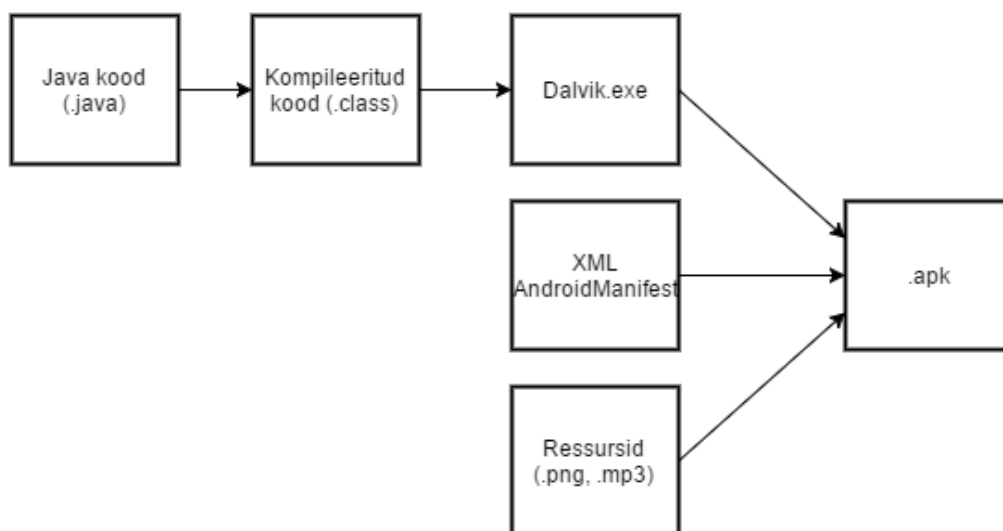 Java kood
(.java)
Kompileeritud
kood (.class)
Dalvik.exe
XML
AndroidManifest
.apk
Ressursid
(.png, .mp3)